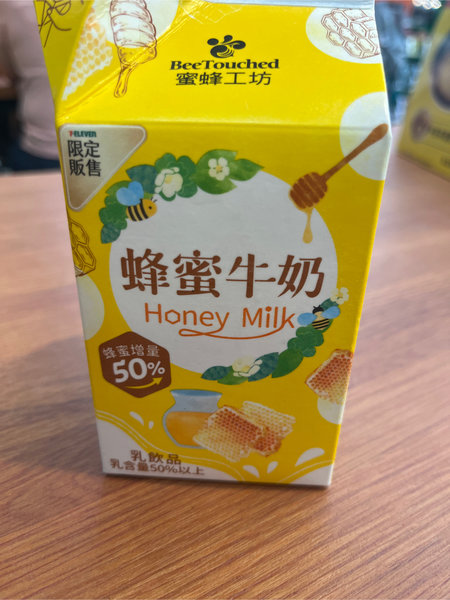 BeeTouched
蜜蜂工坊
7-ELEVEN
限定
販售
蜂蜜牛奶
Honey Milk
蜂蜜增量
50%
乳飲品
乳含量50%以上